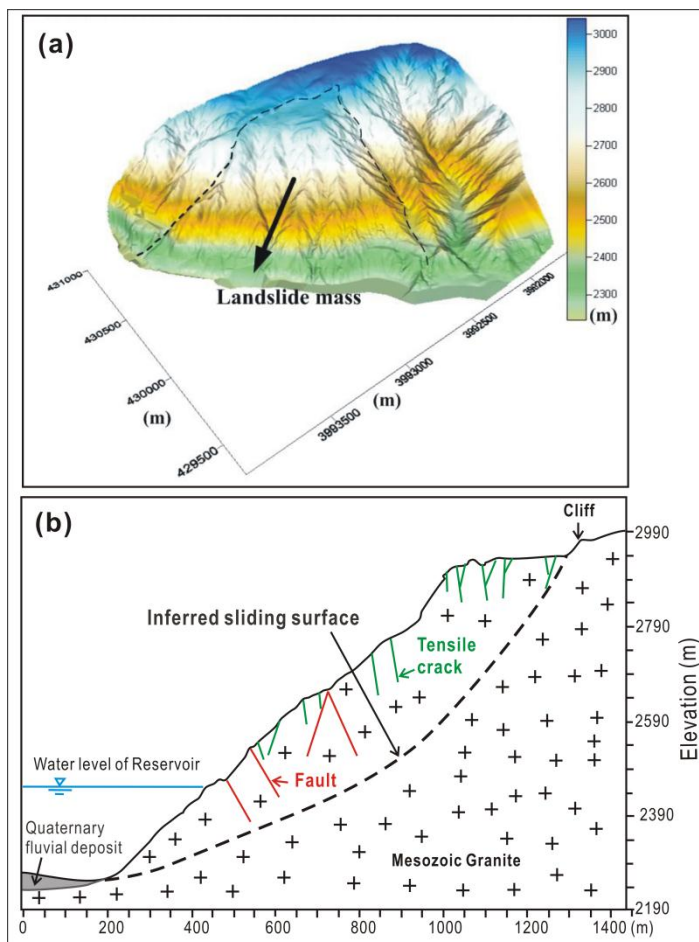 (a)
3000
2900
2800
2700
2600
2500
2400
2300
(m)
Landslide mass
431000
430500
430000
429500
(m)
3993500
3993000
3992500
3992000
(m)
(b)
Cliff
2990
2790
2590
2390
2190
Elevation (m)
Inferred sliding surface
Tensile
crack
Water level of Reservoir
Fault
Quaternary
fluvial deposit
Mesozoic Granite
0 200 400 600 800 1000 1200 1400 (m)